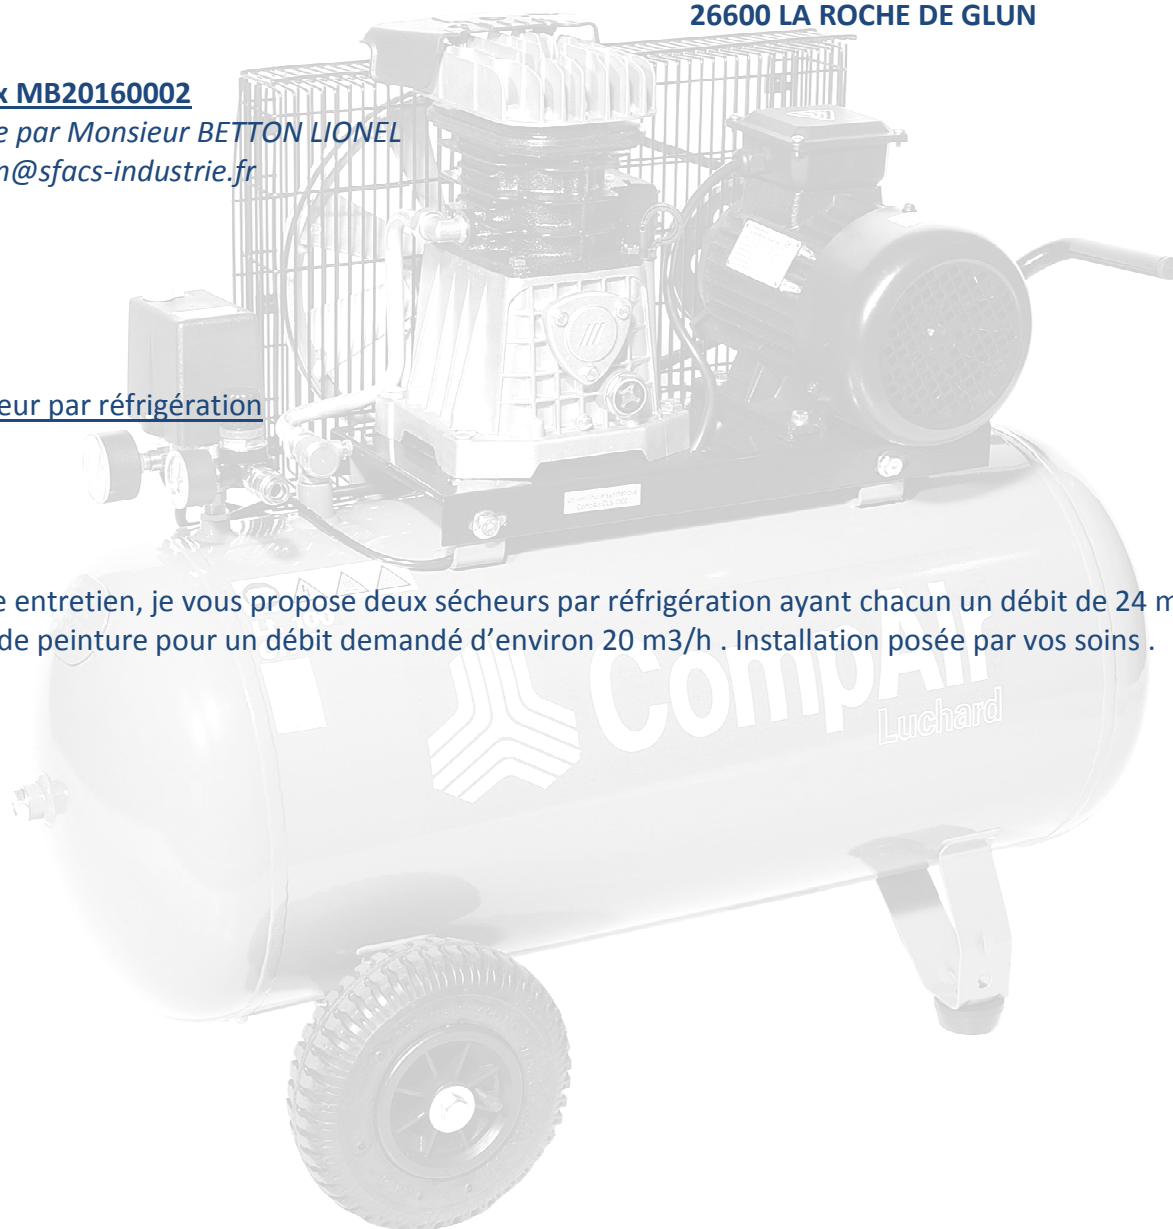 26600 LA ROCHE DE GLUN
x MB20160002
e par Monsieur BETTON LIONEL
n@sfacs-industrie.fr
eur par réfrigération
e entretien, je vous propose deux sécheurs par réfrigération ayant chacun un débit de 24 m
de peinture pour un débit demandé d’environ 20 m3/h . Installation posée par vos soins .
CompAir
Luchard